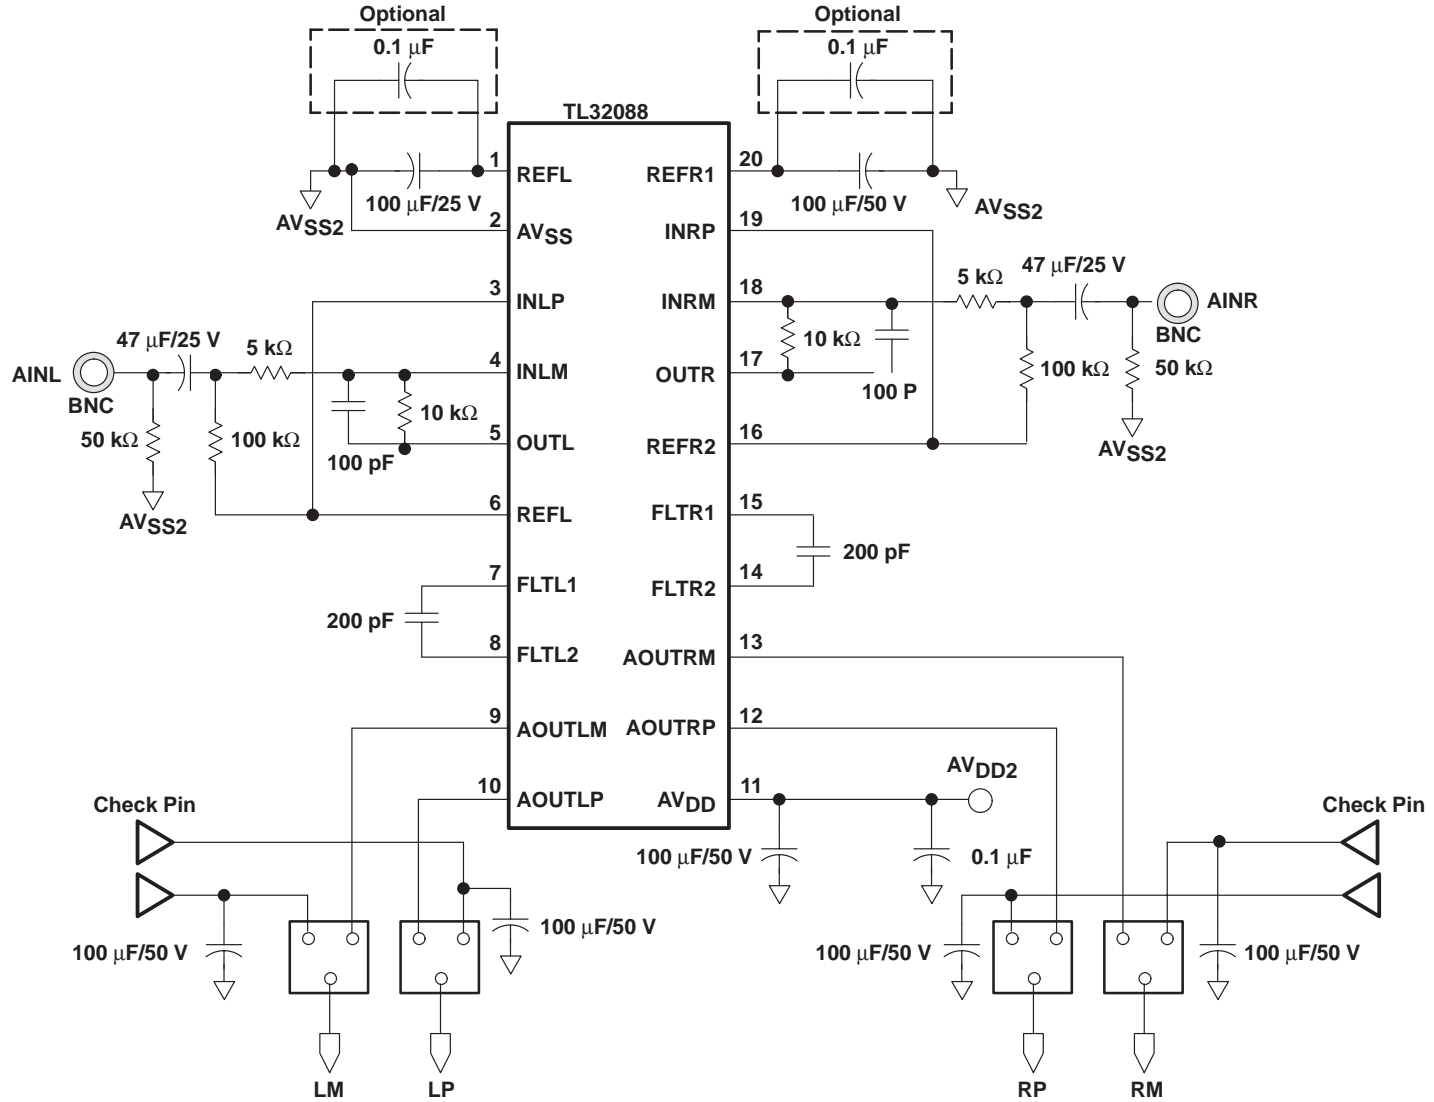 Optional
0.1 μF
Optional
0.1 μF
TL32088
1
REFL
REFR1
20
100 μF/25 V
100 μF/50 V
AVSS2
AVSS2
2
AVSS
INRP
19
3
INLP
INRM
18
5 kΩ
47 μF/25 V
AINR
BNC
47 μF/25 V
5 kΩ
AINL
BNC
4
INLM
OUTR
17
10 kΩ
100 P
100 kΩ
50 kΩ
50 kΩ
100 kΩ
10 kΩ
100 pF
5
OUTL
REFR2
16
AVSS2
AVSS2
6
REFL
FLTR1
15
200 pF
7
FLTL1
FLTR2
14
200 pF
8
FLTL2
AOUTRM
13
9
AOUTLM
AOUTRP
12
10
AOUTLP
AVDD
11
AVDD2
Check Pin
Check Pin
100 μF/50 V
0.1 μF
100 μF/50 V
100 μF/50 V
100 μF/50 V
100 μF/50 V
LM
LP
RP
RM